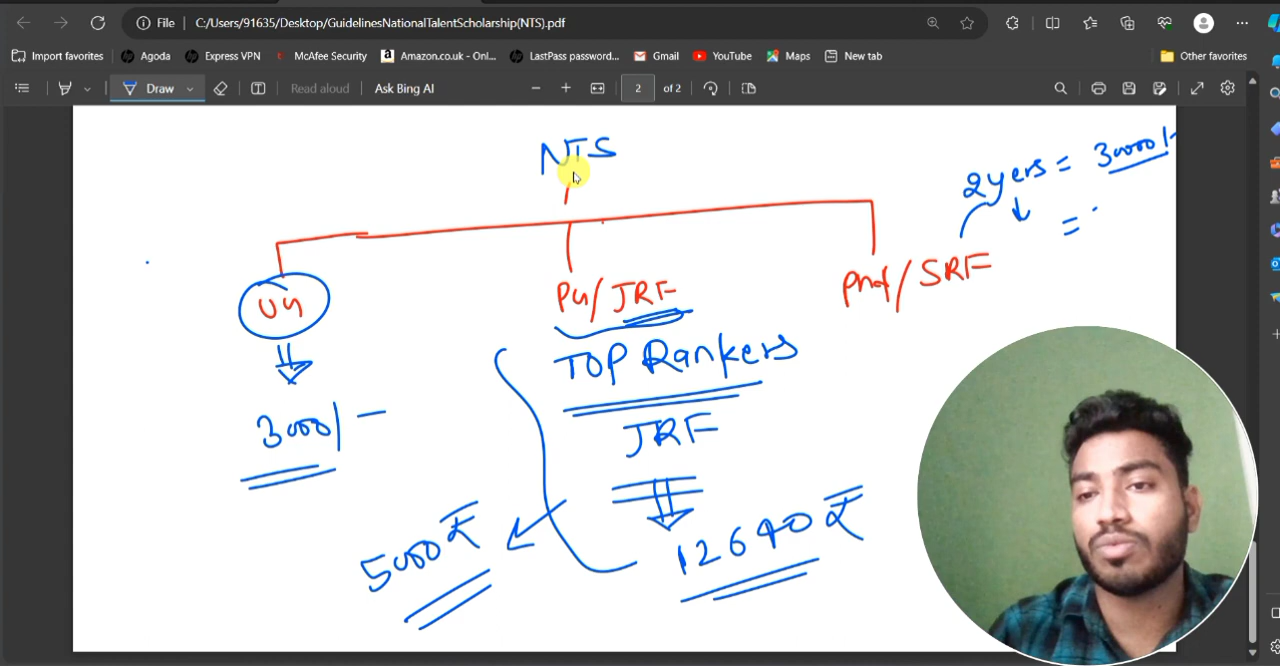 File C:/Users/91635/Desktop/GuidelinesNationalTalentScholarship(NTS).pdf
Import favorites Agoda Express VPN McAfee Security Amazon.co.uk - Onl... LastPass password... Gmail YouTube Maps New tab Other favorites
Draw Read aloud Ask Bing AI 2 of 2
NTS
2yers = 30000/-
=
UG PG/JRF Phd/SRF
TOP Rankers
3000/-
JRF
5000 ₹
12640 ₹